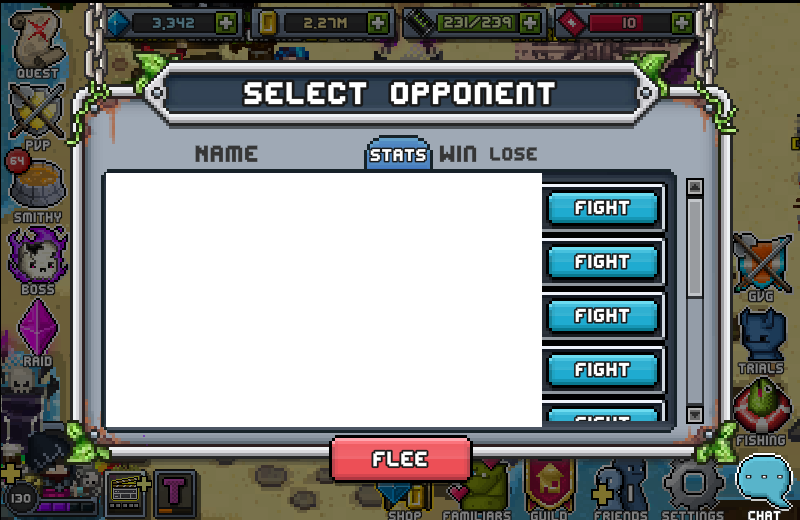 3,342
2,27M
231/239
10
QUEST
SELECT OPPONENT
PVP
NAME
STATS
WIN
LOSE
64
SMITHY
FIGHT
FIGHT
BOSS
GVG
FIGHT
RAID
TRIALS
FIGHT
FIGHT
FISHING
FLEE
130
T
SHOP
FAMILIARS
GUILD
FRIENDS
SETTINGS
CHAT